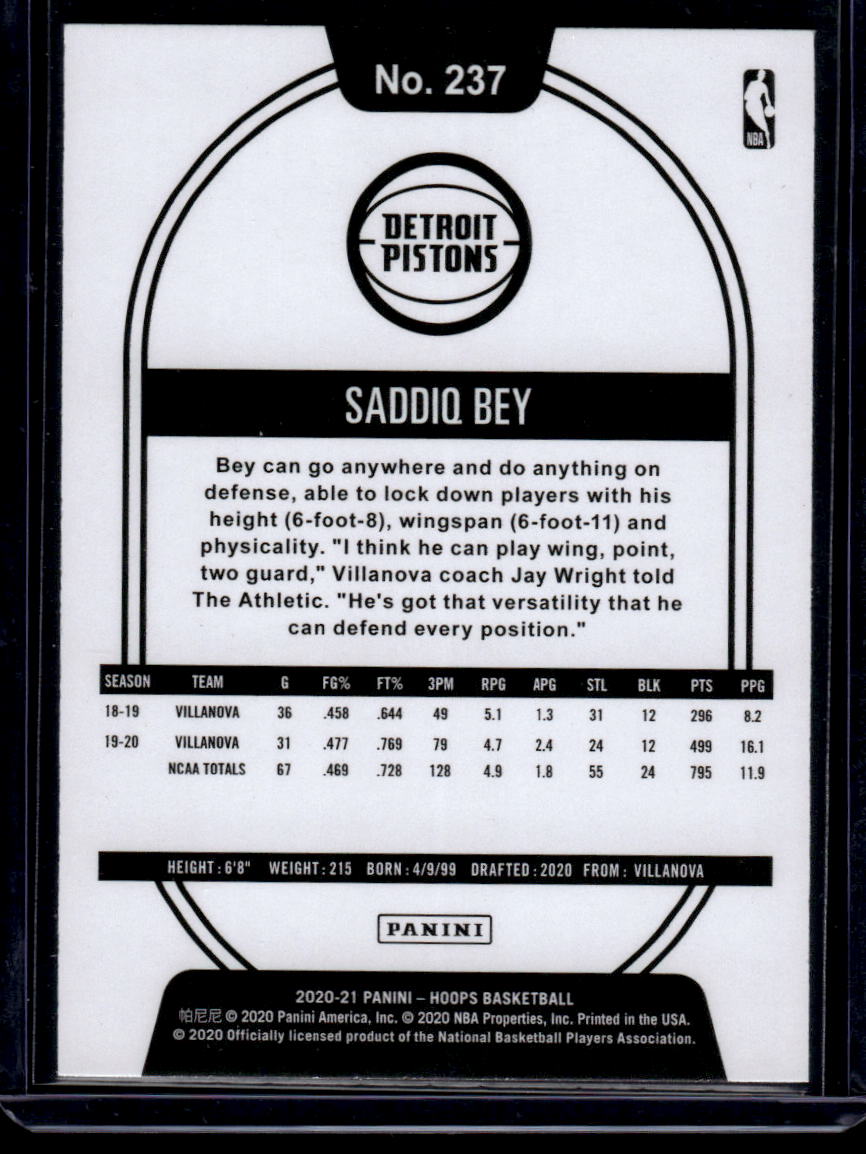 No. 237
NBA
DETROIT
PISTONS
SADDIQ BEY
Bey can go anywhere and do anything on
defense, able to lock down players with his
height (6-foot-8), wingspan (6-foot-11) and
physicality. "I think he can play wing, point,
two guard," Villanova coach Jay Wright told
The Athletic. "He's got that versatility that he
can defend every position."
SEASON TEAM G FG% FT% 3PM RPG APG STL BLK PTS PPG
18-19 VILLANOVA 36 .458 .644 49 5.1 1.3 31 12 296 8.2
19-20 VILLANOVA 31 .477 .769 79 4.7 2.4 24 12 499 16.1
NCAA TOTALS 67 .469 .728 128 4.9 1.8 55 24 795 11.9
HEIGHT: 6'8" WEIGHT: 215 BORN: 4/9/99 DRAFTED: 2020 FROM: VILLANOVA
PANINI
2020-21 PANINI – HOOPS BASKETBALL
帕尼尼 © 2020 Panini America, Inc. © 2020 NBA Properties, Inc. Printed in the USA.
© 2020 Officially licensed product of the National Basketball Players Association.